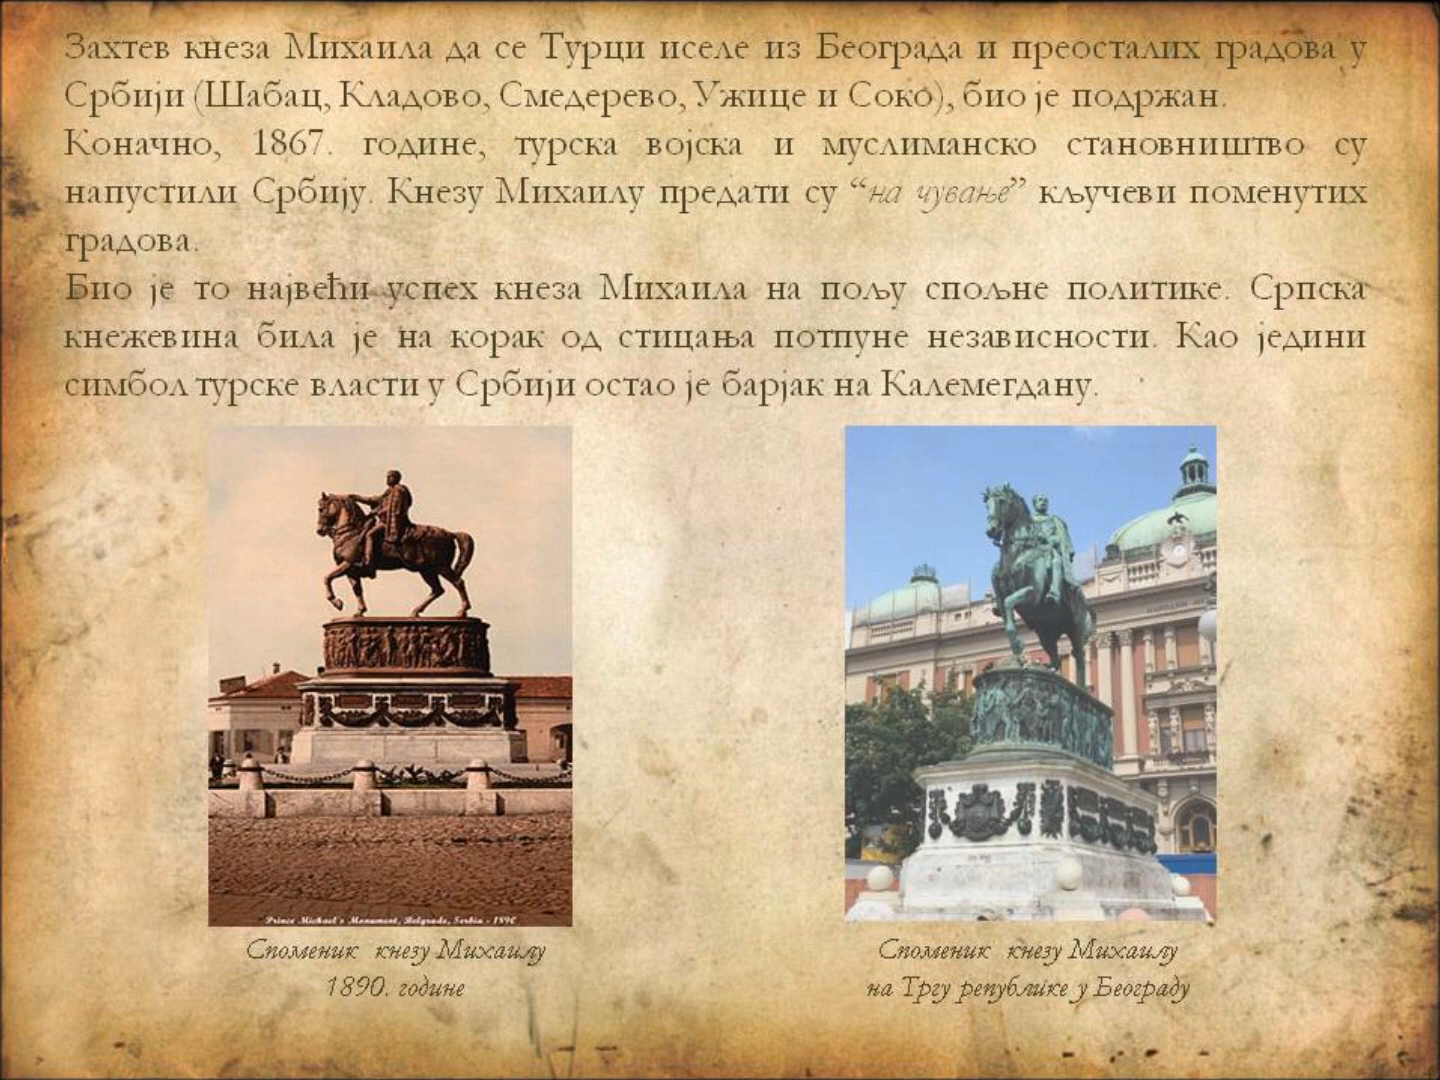 Захтев кнеза Михаила да се Турци иселе из Београда и преосталих градова у
Србији (Шабац, Кладово, Смедерево, Ужице и Соко), био је подржан.
Коначно, 1867. године, турска војска и муслиманско становништво су
напустили Србију. Кнезу Михаилу предати су “на чување” кључеви поменутих
градова.
Био је то највећи успех кнеза Михаила на пољу спољне политике. Српска
кнежевина била је на корак од стицања потпуне независности. Као једини
симбол турске власти у Србији остао је барјак на Калемегдану.
Prince Michael's Monument, Belgrade, Serbia - 1890
Споменик кнезу Михаилу
1890. године
Споменик кнезу Михаилу
на Тргу републике у Београду